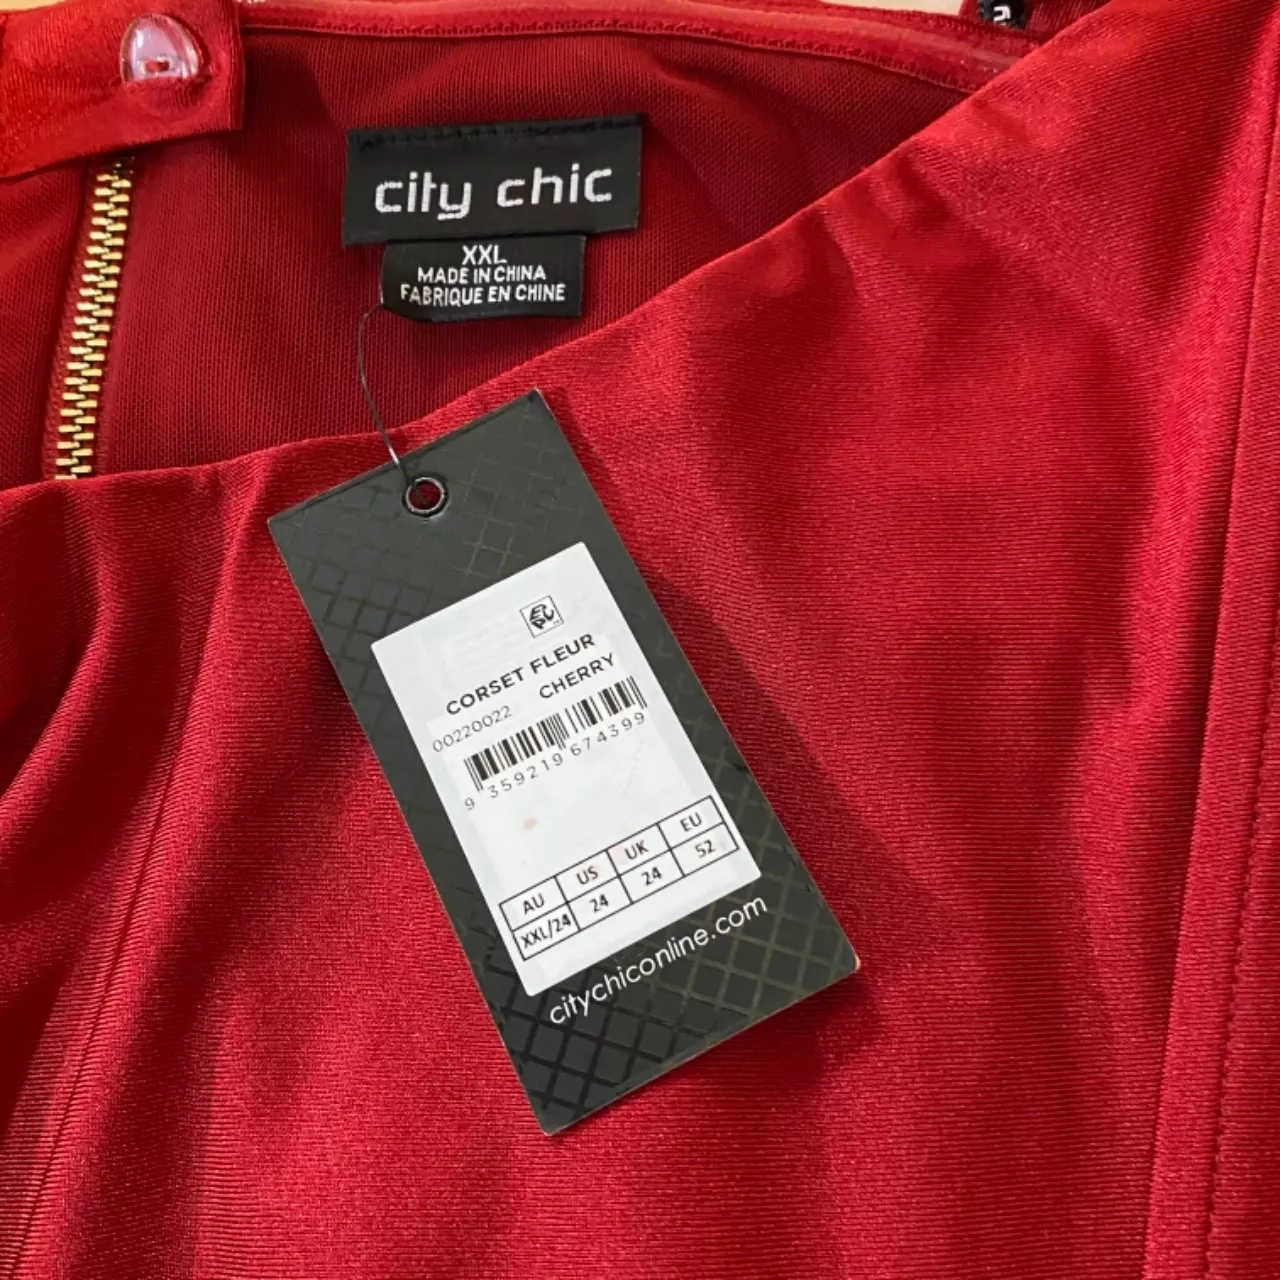 city chic
XXL
MADE IN CHINA
FABRIQUE EN CHINE
CORSET FLEUR
CHERRY
00220022
9 359219 674399
AU US UK EU
XXL/24 24 24 52
citychiconline.com